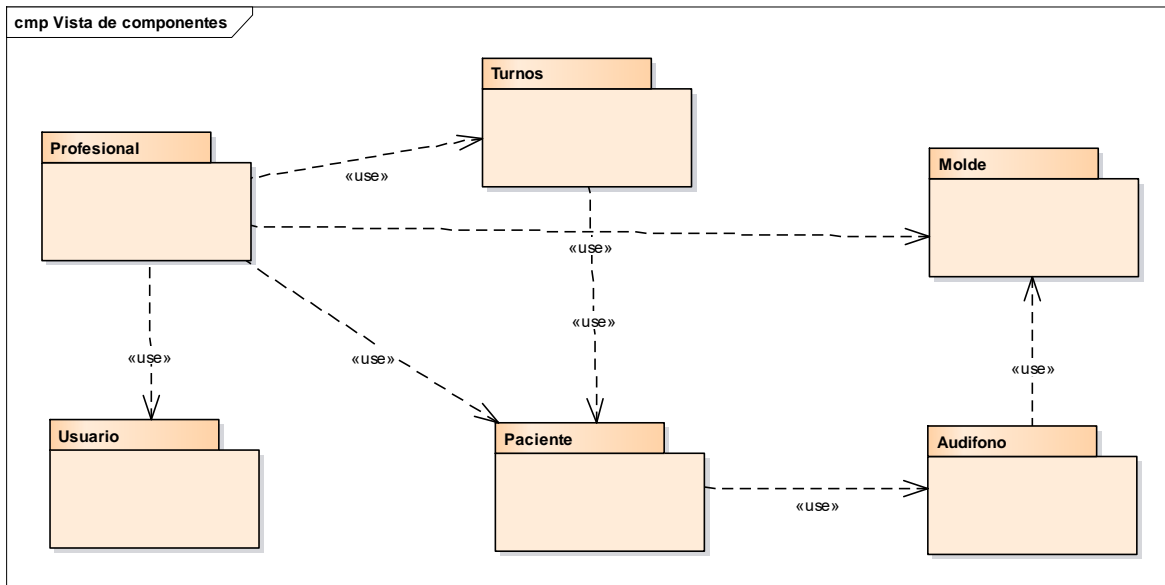 cmp Vista de componentes
Turnos
Profesional
Molde
«use»
«use»
«use»
«use»
«use»
«use»
Usuario
Paciente
Audifono
«use»